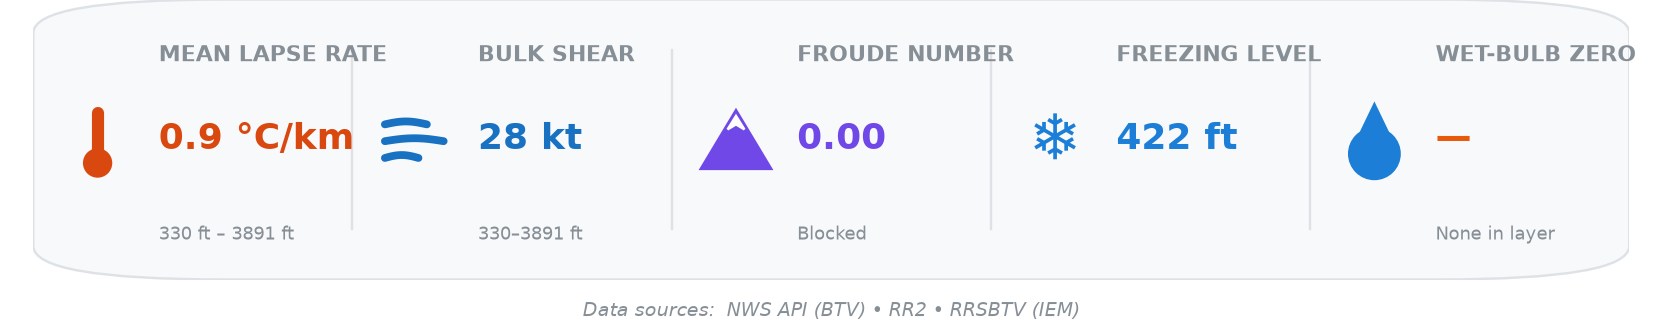 MEAN LAPSE RATE
0.9 °C/km
330 ft – 3891 ft
BULK SHEAR
28 kt
330–3891 ft
FROUDE NUMBER
0.00
Blocked
FREEZING LEVEL
422 ft
WET-BULB ZERO
—
None in layer
Data sources:  NWS API (BTV) • RR2 • RRSBTV (IEM)